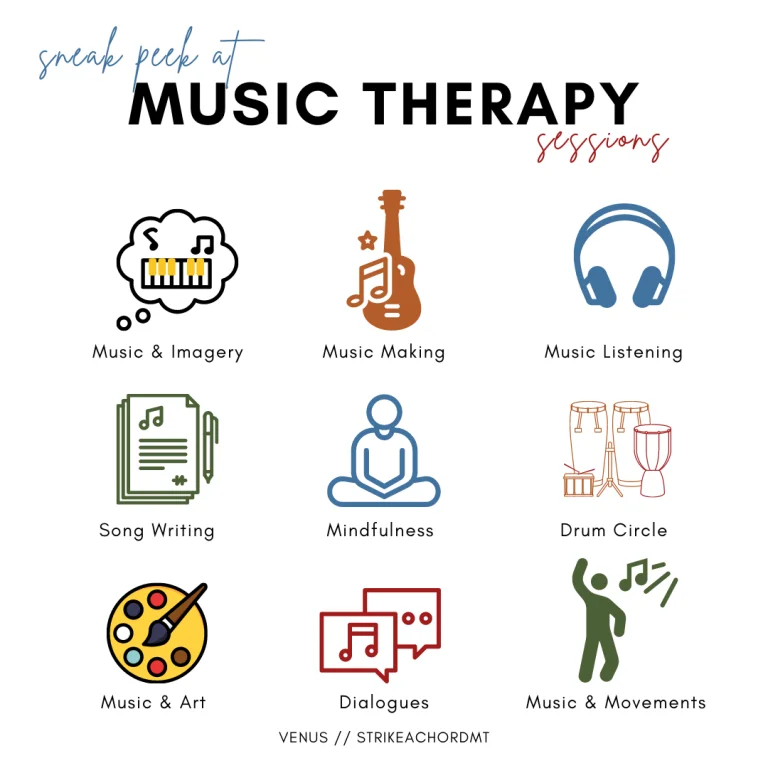 sneak peek at
MUSIC THERAPY
sessions
Music & Imagery
Music Making
Music Listening
Song Writing
Mindfulness
Drum Circle
Music & Art
Dialogues
Music & Movements
VENUS // STRIKEACHORDMT